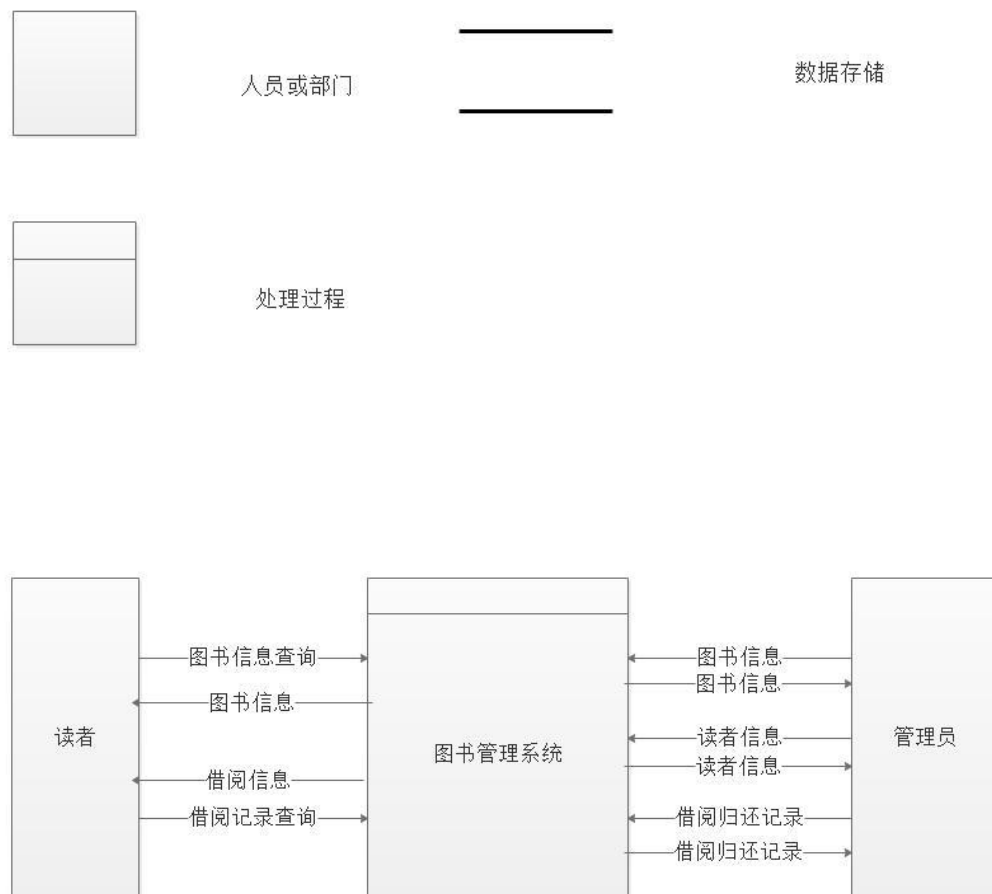 人员或部门
数据存储
处理过程
读者
图书信息查询
图书信息
借阅信息
借阅记录查询
图书管理系统
图书信息
图书信息
读者信息
读者信息
借阅归还记录
借阅归还记录
管理员